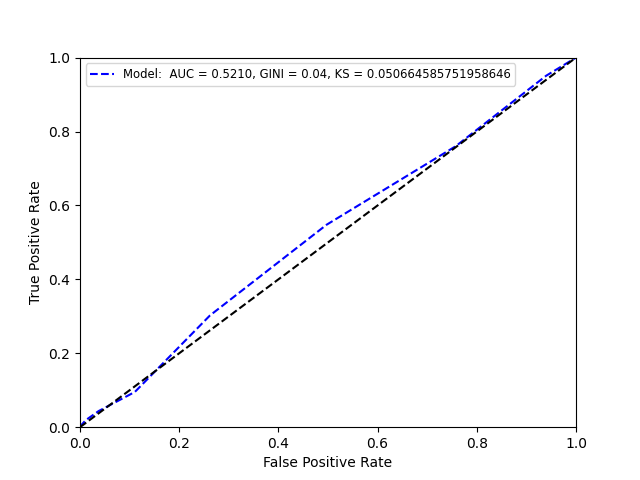 Model:  AUC = 0.5210, GINI = 0.04, KS = 0.050664585751958646
1.0
0.8
0.6
0.4
0.2
0.0
True Positive Rate
0.0 0.2 0.4 0.6 0.8 1.0
False Positive Rate